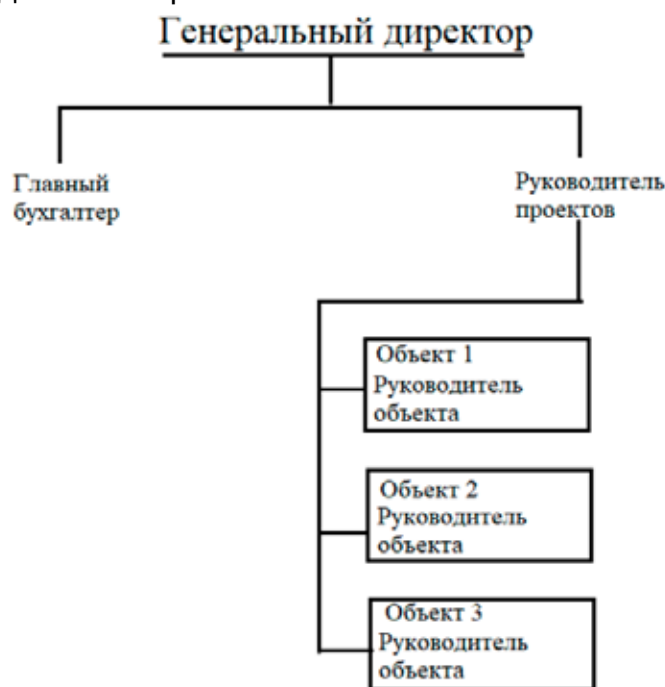 Генеральный директор
Главный
бухгалтер
Руководитель
проектов
Объект 1
Руководитель
объекта
Объект 2
Руководитель
объекта
Объект 3
Руководитель
объекта